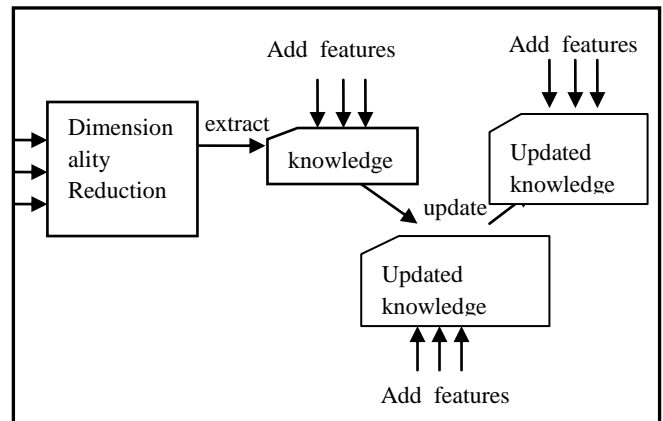 Add features
Add features
Dimension
ality
Reduction
extract
knowledge
Updated
knowledge
update
Updated
knowledge
Add features